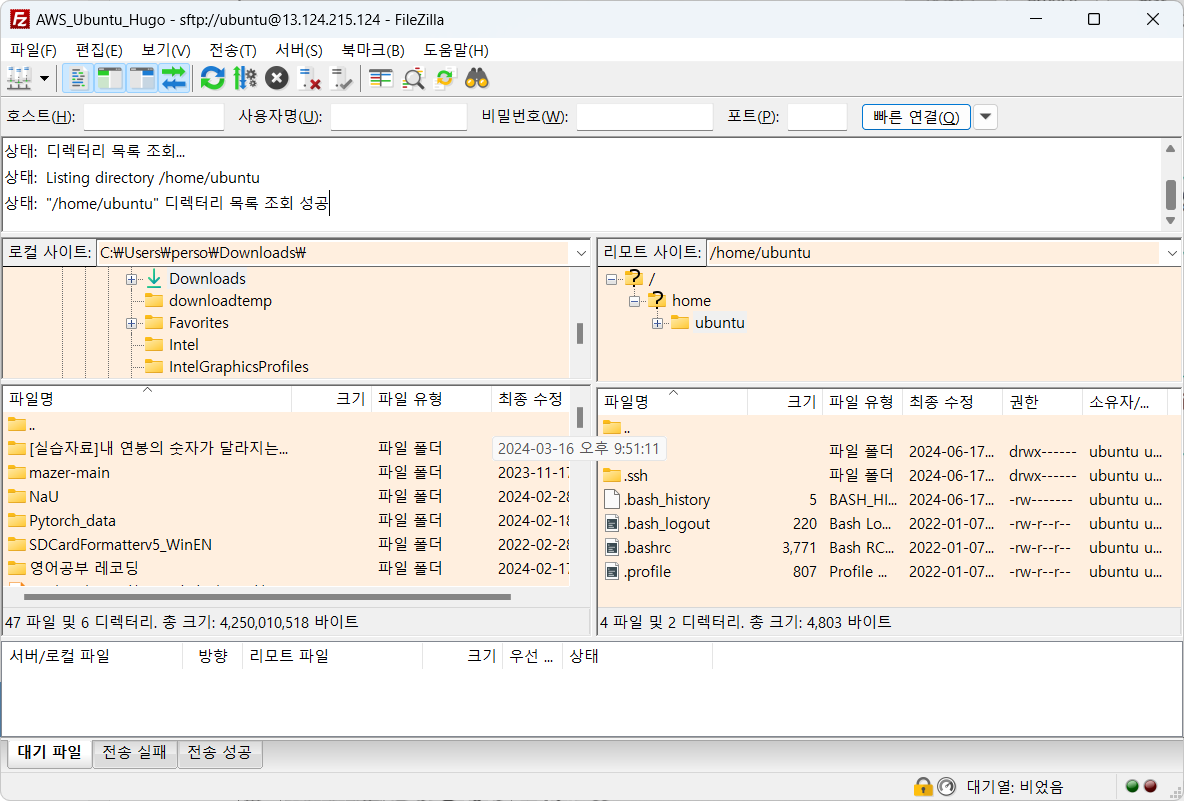 AWS_Ubuntu_Hugo - sftp://ubuntu@13.124.215.124 - FileZilla
파일(F) 편집(E) 보기(V) 전송(T) 서버(S) 북마크(B) 도움말(H)
호스트(H): 사용자명(U): 비밀번호(W): 포트(P): 빠른 연결(Q)
상태: 디렉터리 목록 조회...
상태: Listing directory /home/ubuntu
상태: "/home/ubuntu" 디렉터리 목록 조회 성공
로컬 사이트: C:₩Users₩perso₩Downloads₩
Downloads
downloadtemp
Favorites
Intel
IntelGraphicsProfiles
리모트 사이트: /home/ubuntu
/
home
ubuntu
파일명 크기 파일 유형 최종 수정
..
[실습자료]내 연봉의 숫자가 달라지는... 파일 폴더 2024-03-16 오후 9:51:11
mazer-main 파일 폴더 2023-11-17
NaU 파일 폴더 2024-02-28
Pytorch_data 파일 폴더 2024-02-18
SDCardFormatterv5_WinEN 파일 폴더 2022-02-28
영어공부 레코딩 파일 폴더 2024-02-17
47 파일 및 6 디렉터리. 총 크기: 4,250,010,518 바이트
파일명 크기 파일 유형 최종 수정 권한 소유자/...
..
파일 폴더 2024-06-17... drwx------ ubuntu u...
.ssh 파일 폴더 2024-06-17... drwx------ ubuntu u...
.bash_history 5 BASH_HI... 2024-06-17... -rw------- ubuntu u...
.bash_logout 220 Bash Lo... 2022-01-07... -rw-r--r-- ubuntu u...
.bashrc 3,771 Bash RC... 2022-01-07... -rw-r--r-- ubuntu u...
.profile 807 Profile ... 2022-01-07... -rw-r--r-- ubuntu u...
4 파일 및 2 디렉터리. 총 크기: 4,803 바이트
서버/로컬 파일 방향 리모트 파일 크기 우선 ... 상태
대기 파일 전송 실패 전송 성공
대기열: 비었음